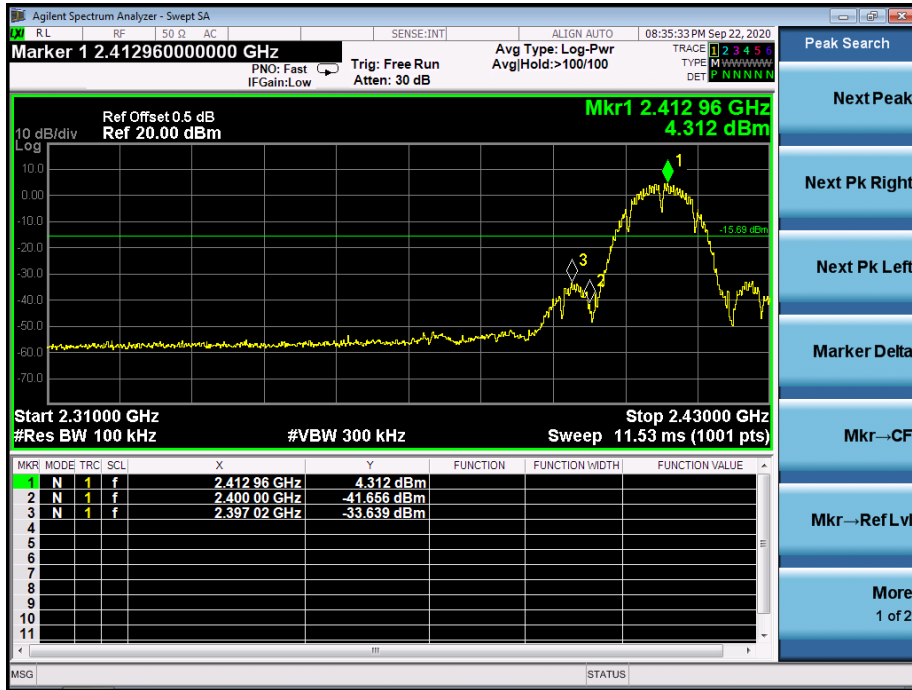 Agilent Spectrum Analyzer - Swept SA
LXI RL RF 50 Ω AC SENSE:INT ALIGN AUTO 08:35:33 PM Sep 22, 2020
Marker 1 2.412960000000 GHz
PNO: Fast
IFGain:Low
Trig: Free Run
Atten: 30 dB
Avg Type: Log-Pwr
Avg|Hold:>100/100
TRACE 1 2 3 4 5 6
TYPE M WWWWW
DET P N N N N N
Peak Search
Next Peak
Next Pk Right
Next Pk Left
Marker Delta
Mkr→CF
Mkr→Ref Lvl
More
1 of 2
Mkr1 2.412 96 GHz
4.312 dBm
Ref Offset 0.5 dB
10 dB/div Ref 20.00 dBm
Log
10.0
0.00
-10.0
-20.0
-30.0
-40.0
-50.0
-60.0
-70.0
1
-15.69 dBm
3
2
Start 2.31000 GHz Stop 2.43000 GHz
#Res BW 100 kHz #VBW 300 kHz Sweep 11.53 ms (1001 pts)
MKR MODE TRC SCL X Y FUNCTION FUNCTION WIDTH FUNCTION VALUE
1 N 1 f 2.412 96 GHz 4.312 dBm
2 N 1 f 2.400 00 GHz -41.656 dBm
3 N 1 f 2.397 02 GHz -33.639 dBm
4
5
6
7
8
9
10
11
MSG STATUS